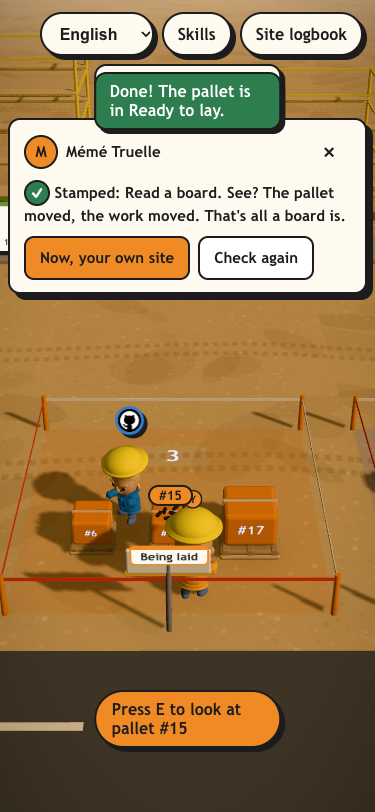 English
Skills
Site logbook
Done! The pallet is
in Ready to lay.
M
Mémé Truelle
×
Stamped: Read a board. See? The pallet
moved, the work moved. That's all a board is.
Now, your own site
Check again
3
#15
#6
#17
Being laid
Press E to look at
pallet #15